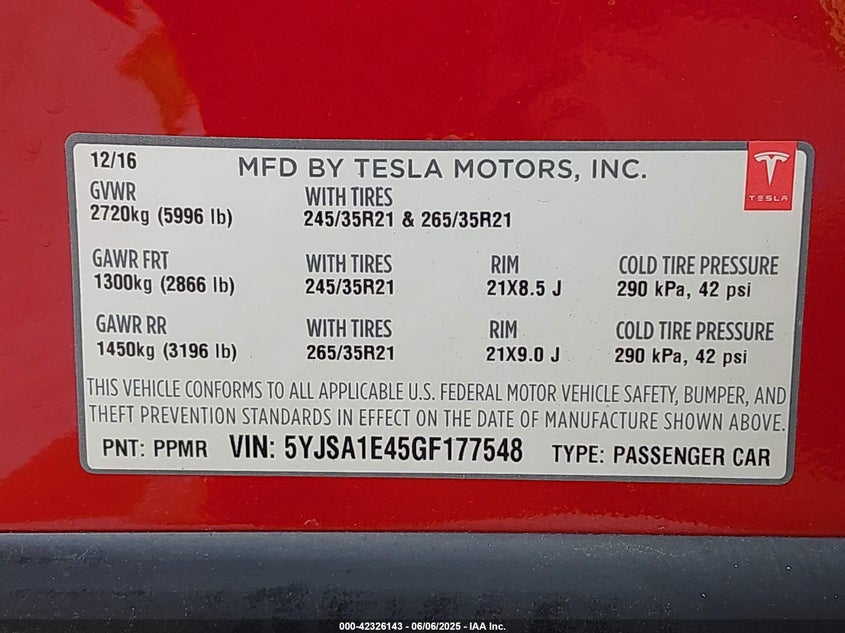 12/16 MFD BY TESLA MOTORS, INC.
TESLA
GVWR WITH TIRES
2720kg (5996 lb) 245/35R21 & 265/35R21
GAWR FRT WITH TIRES RIM COLD TIRE PRESSURE
1300kg (2866 lb) 245/35R21 21X8.5 J 290 kPa, 42 psi
GAWR RR WITH TIRES RIM COLD TIRE PRESSURE
1450kg (3196 lb) 265/35R21 21X9.0 J 290 kPa, 42 psi
THIS VEHICLE CONFORMS TO ALL APPLICABLE U.S. FEDERAL MOTOR VEHICLE SAFETY, BUMPER, AND
THEFT PREVENTION STANDARDS IN EFFECT ON THE DATE OF MANUFACTURE SHOWN ABOVE.
PNT: PPMR VIN: 5YJSA1E45GF177548 TYPE: PASSENGER CAR
000-42326143 - 06/06/2025 - IAA Inc.